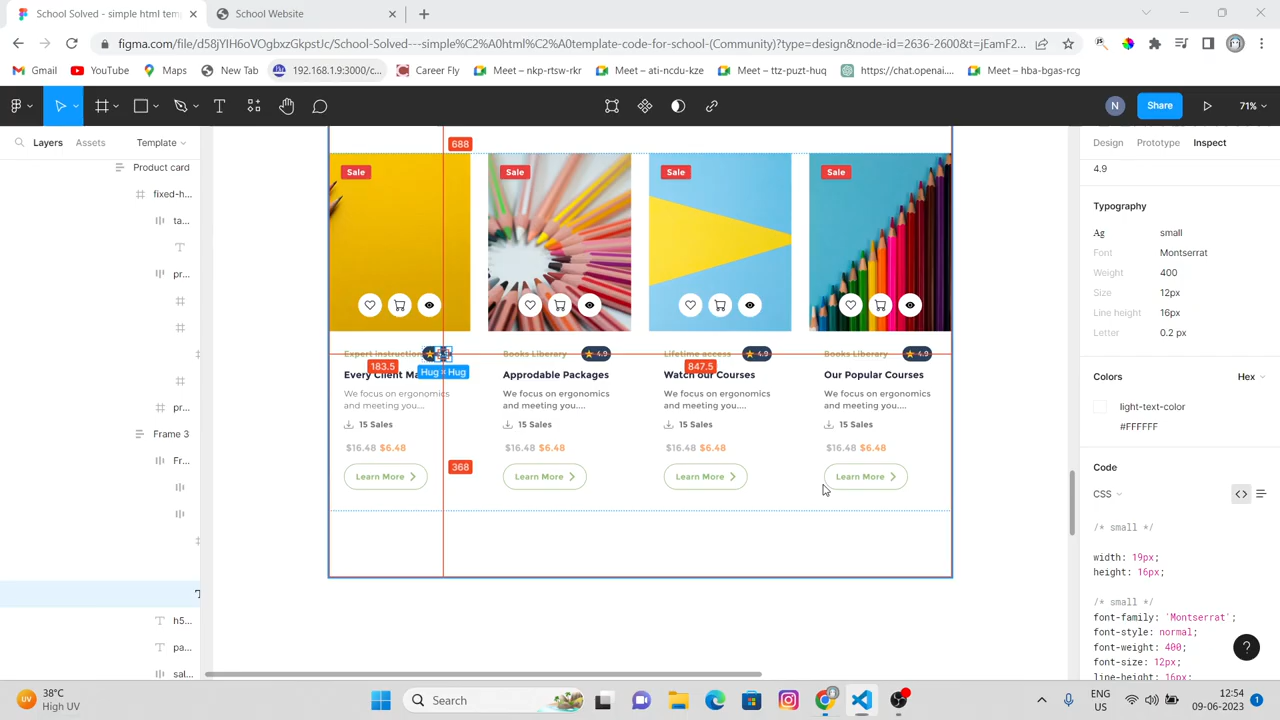 School Solved - simple html tem
School Website
figma.com/file/d58jYIH6oVOgbxzGkpstJc/School-Solved---simple%C2%A0html%C2%A0template-code-for-school-(Community)?type=design&node-id=2636-2600&t=jEamF2...
Gmail
YouTube
Maps
New Tab
192.168.1.9:3000/c...
Career Fly
Meet – nkp-rtsw-rkr
Meet – ati-ncdu-kze
Meet – ttz-puzt-huq
https://chat.openai....
Meet – hba-bgas-rcg
N
Share
71%
Layers
Assets
Template
Design
Prototype
Inspect
Product card
fixed-h...
ta...
pr...
pr...
Frame 3
Fr...
h5...
pa...
sal...
688
Sale
Sale
Sale
Sale
Expert instruction
Books Liberary
4.9
Lifetime access
4.9
Books Liberary
4.9
183.5
Hug × Hug
847.5
Every Client Ma
Approdable Packages
Watch our Courses
Our Popular Courses
We focus on ergonomics
and meeting you....
We focus on ergonomics
and meeting you....
We focus on ergonomics
and meeting you....
We focus on ergonomics
and meeting you....
15 Sales
15 Sales
15 Sales
15 Sales
$16.48 $6.48
$16.48 $6.48
$16.48 $6.48
$16.48 $6.48
368
Learn More
Learn More
Learn More
Learn More
4.9
Typography
Ag
small
Font
Montserrat
Weight
400
Size
12px
Line height
16px
Letter
0.2 px
Colors
Hex
light-text-color
#FFFFFF
Code
CSS
/* small */
width: 19px;
height: 16px;
/* small */
font-family: 'Montserrat';
font-style: normal;
font-weight: 400;
font-size: 12px;
line-height: 16px;
?
38°C
High UV
UV
Search
ENG
US
12:54
09-06-2023
1